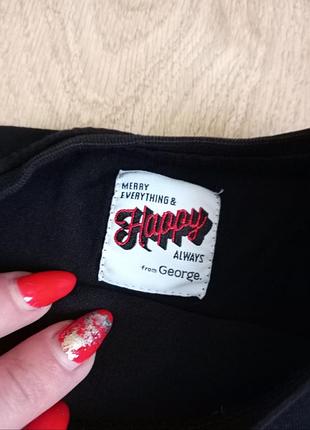 MERRY
EVERYTHING &
Happy
ALWAYS
from George.